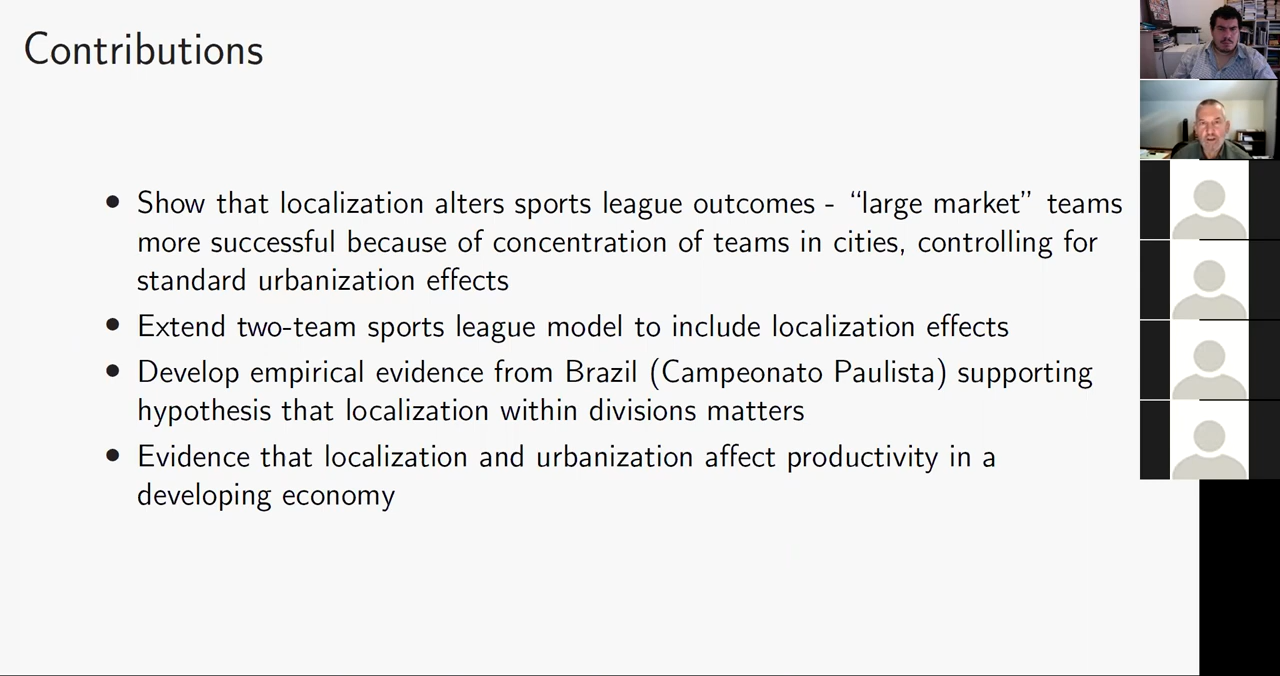 Contributions
• Show that localization alters sports league outcomes - “large market” teams
more successful because of concentration of teams in cities, controlling for
standard urbanization effects
• Extend two-team sports league model to include localization effects
• Develop empirical evidence from Brazil (Campeonato Paulista) supporting
hypothesis that localization within divisions matters
• Evidence that localization and urbanization affect productivity in a
developing economy